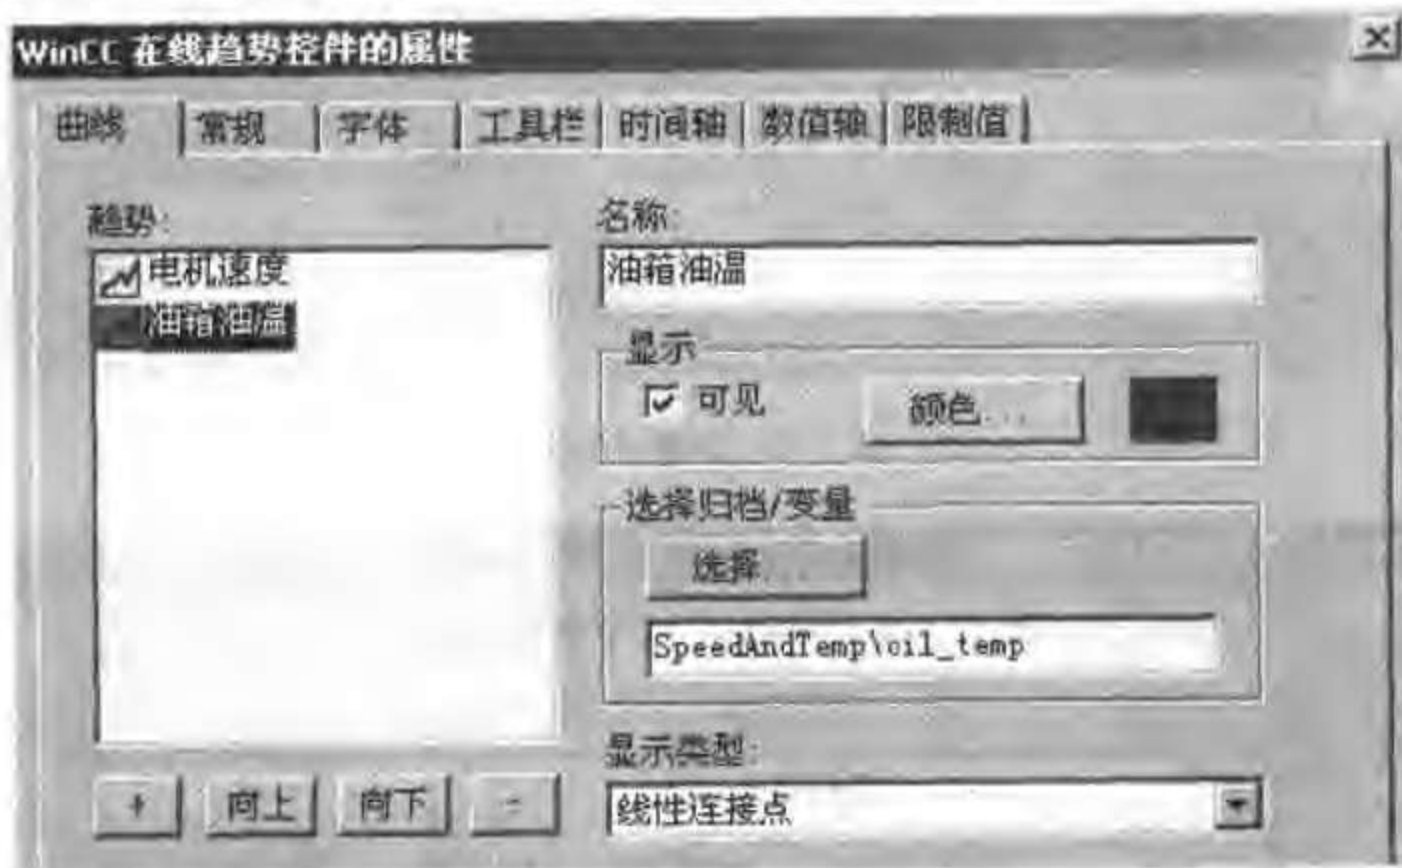 WinCC 在线趋势控件的属性
曲线 常规 字体 工具栏 时间轴 数值轴 限制值
趋势:
电机速度
油箱油温
+ 向上 向下 -
名称:
油箱油温
显示
可见 颜色...
选择归档/变量
选择...
SpeedAndTemp\oil_temp
显示类型:
线性连接点